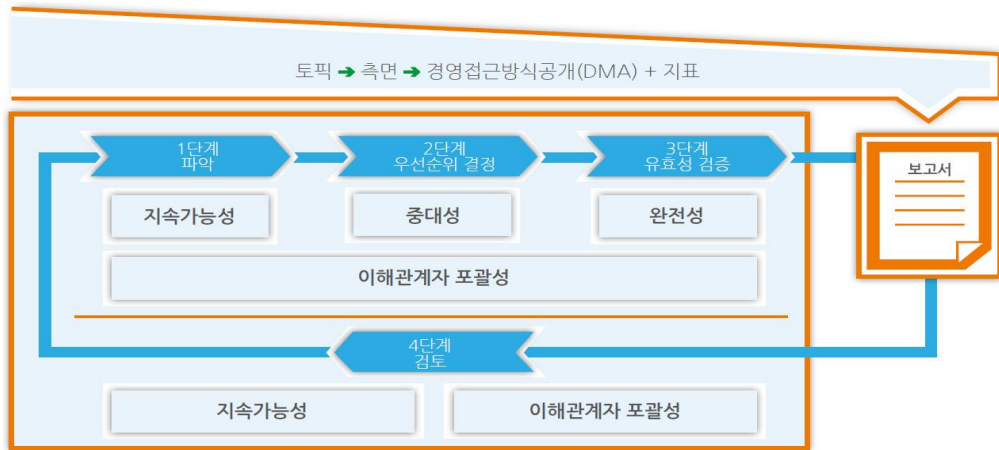 토픽 ➔ 측면 ➔ 경영접근방식공개(DMA) + 지표
1단계
파악
2단계
우선순위 결정
3단계
유효성 검증
보고서
지속가능성
중대성
완전성
이해관계자 포괄성
4단계
검토
지속가능성
이해관계자 포괄성